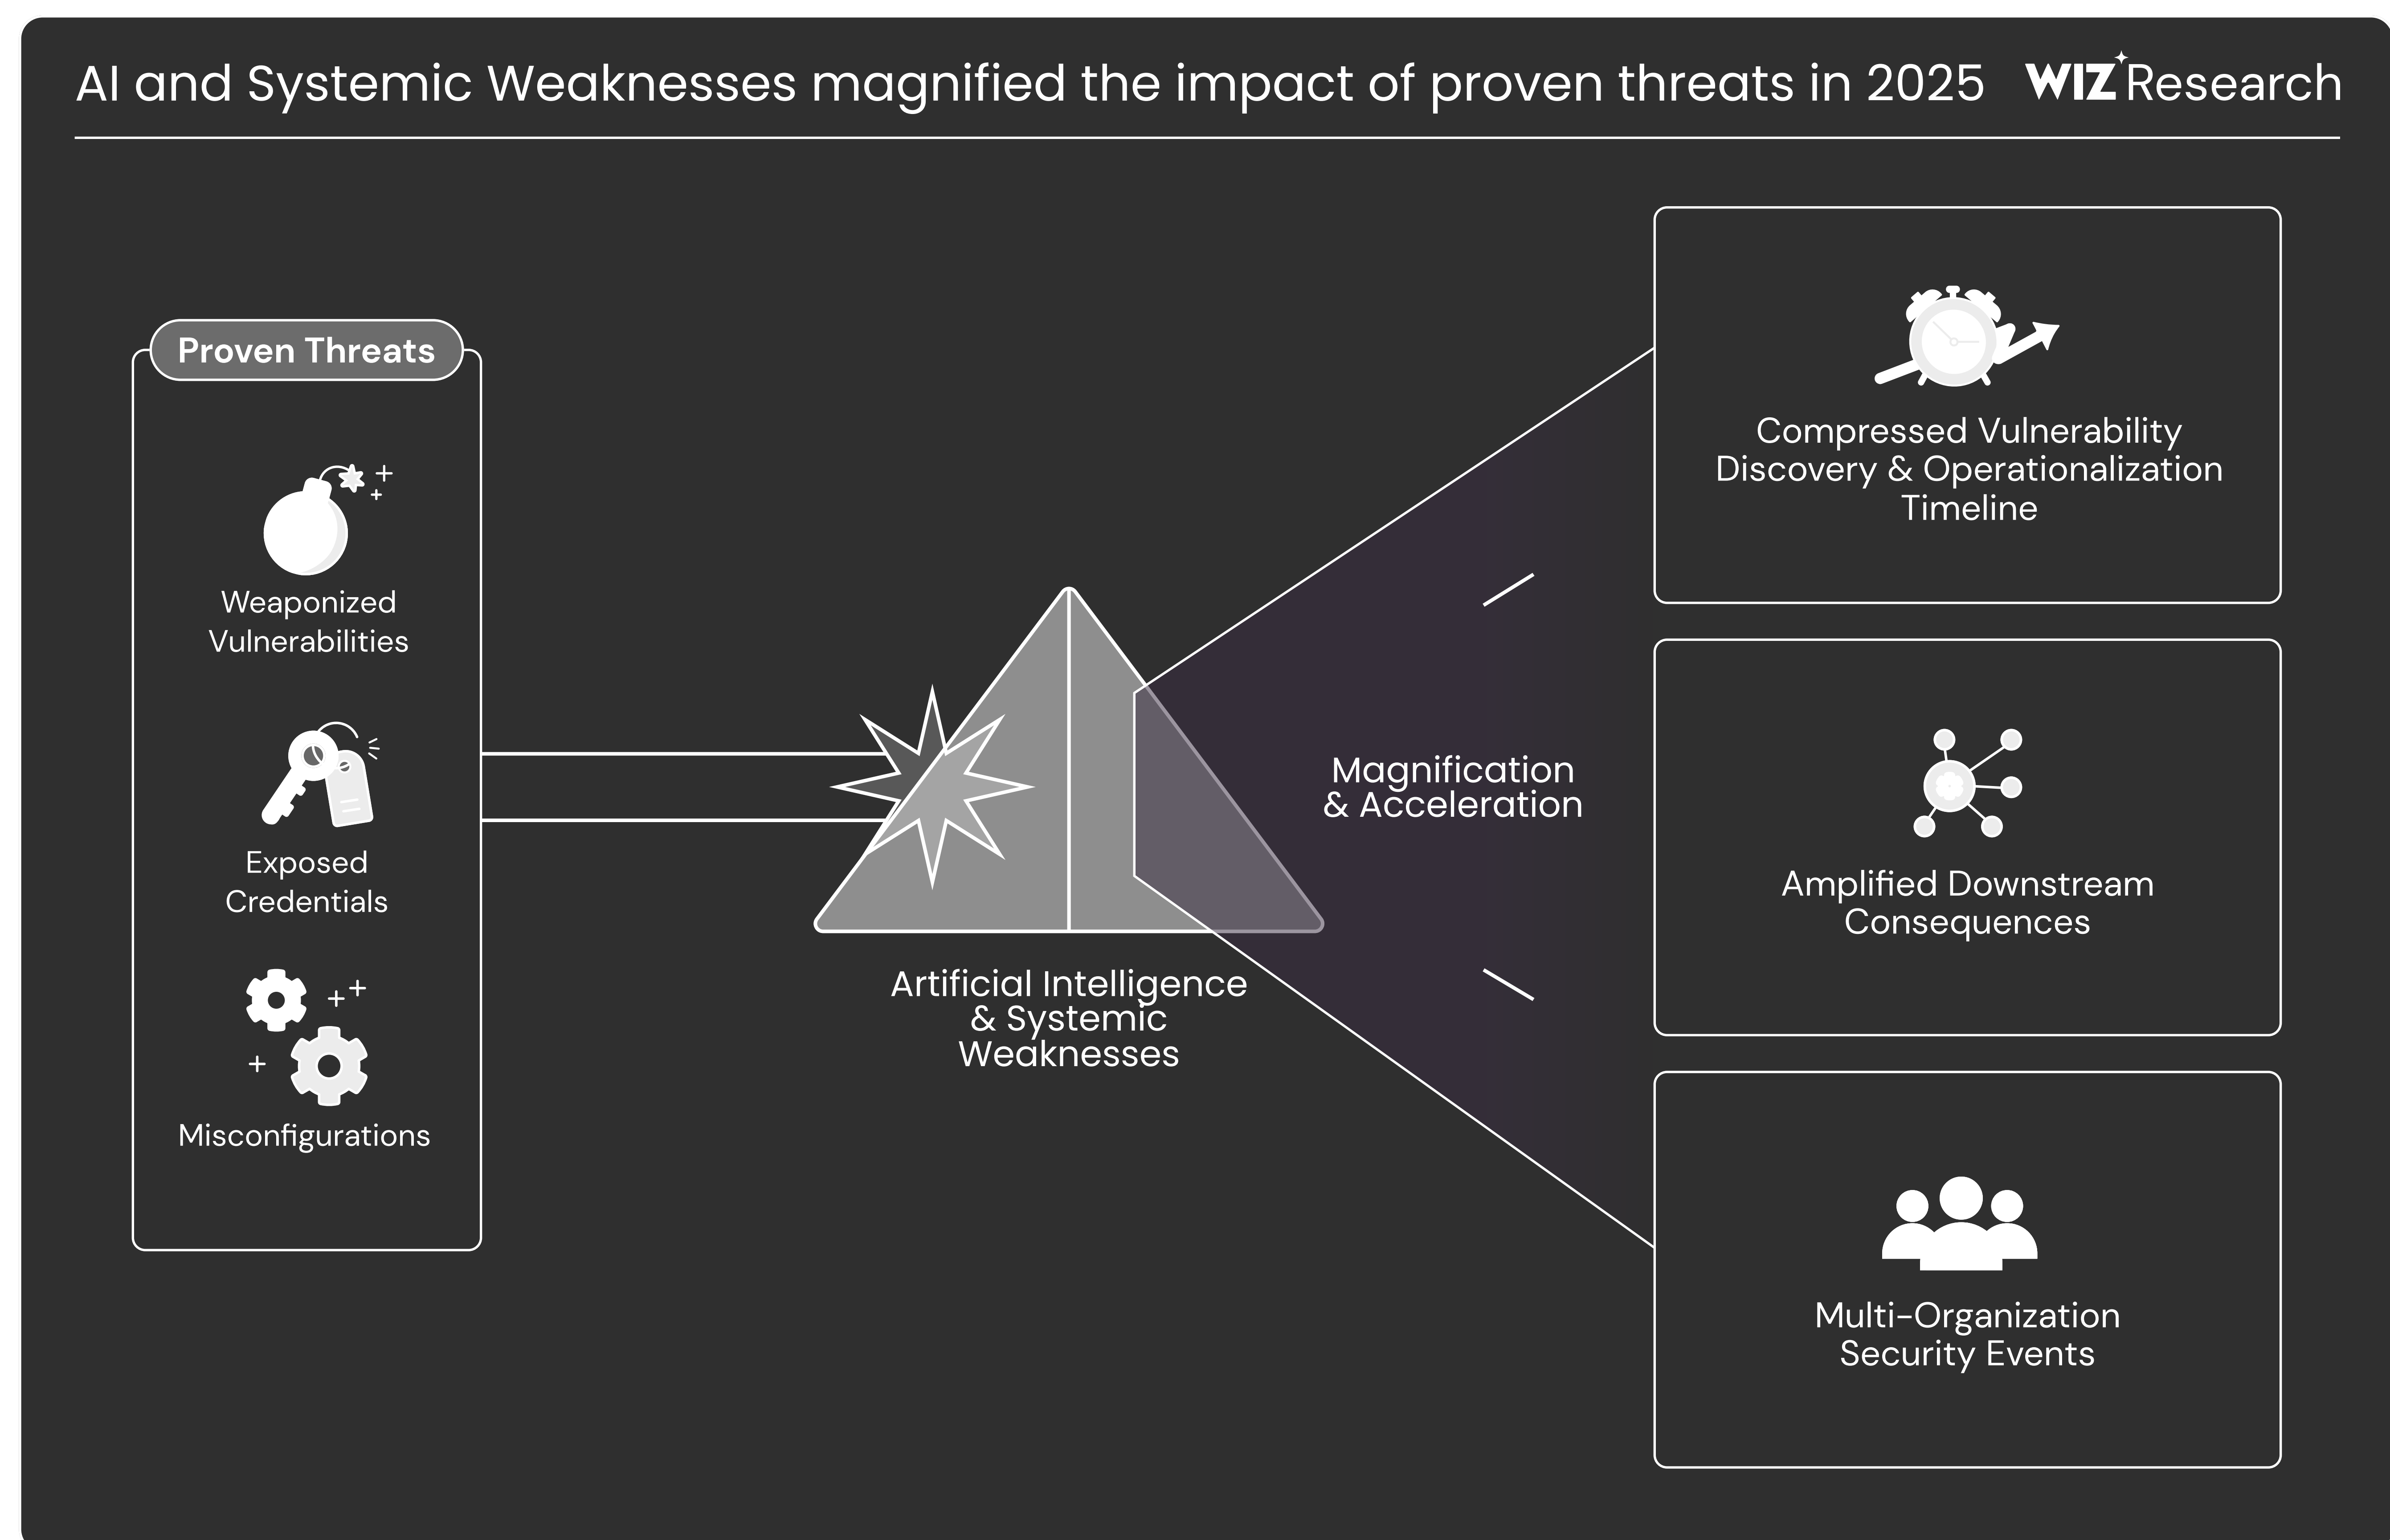 AI and Systemic Weaknesses magnified the impact of proven threats in 2025
WIZ Research
Proven Threats
Weaponized
Vulnerabilities
Exposed
Credentials
Misconfigurations
Artificial Intelligence
& Systemic
Weaknesses
Magnification
& Acceleration
Compressed Vulnerability
Discovery & Operationalization
Timeline
Amplified Downstream
Consequences
Multi-Organization
Security Events